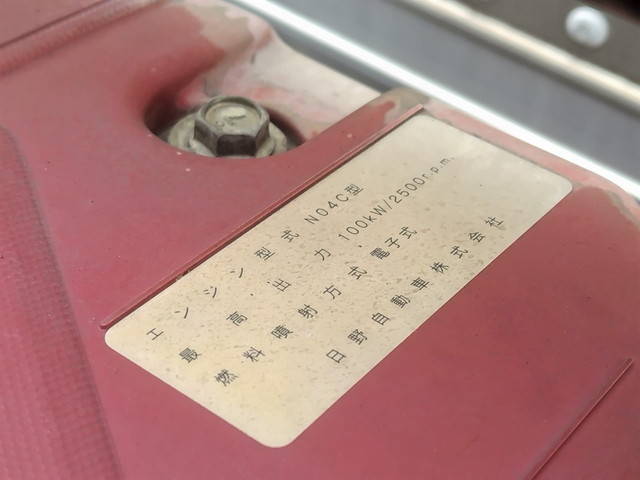 エンジン型式 N04C型
最高出力 100kW/2500r.p.m.
燃料噴射方式 電子式
日野自動車株式会社